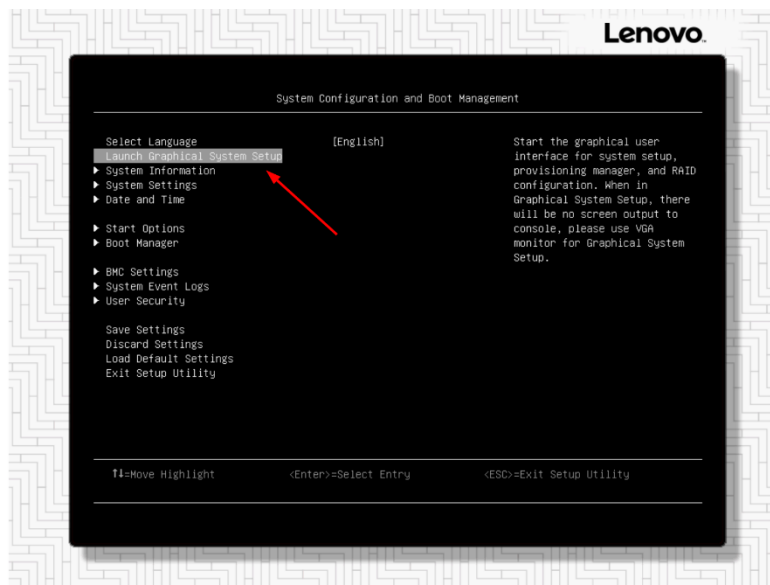 Lenovo.
System Configuration and Boot Management
Select Language [English]
Launch Graphical System Setup
▶ System Information
▶ System Settings
▶ Date and Time
▶ Start Options
▶ Boot Manager
▶ BMC Settings
▶ System Event Logs
▶ User Security
Save Settings
Discard Settings
Load Default Settings
Exit Setup Utility
Start the graphical user
interface for system setup,
provisioning manager, and RAID
configuration. When in
Graphical System Setup, there
will be no screen output to
console, please use VGA
monitor for Graphical System
Setup.
↑↓=Move Highlight <Enter>=Select Entry <ESC>=Exit Setup Utility